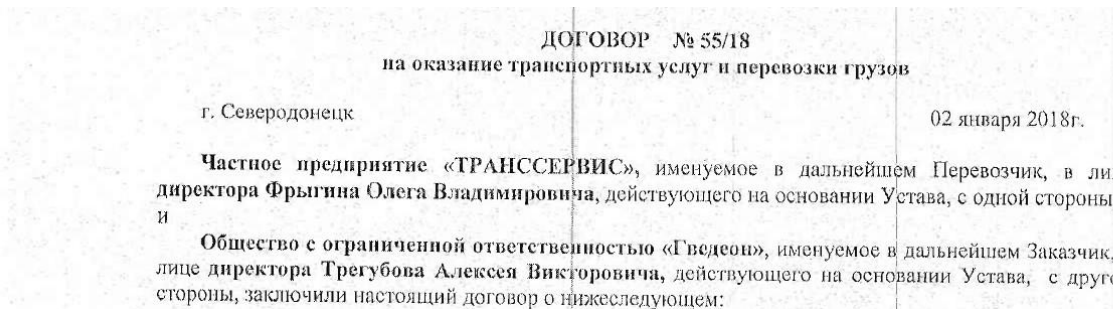 ДОГОВОР № 55/18
на оказание транспортных услуг и перевозки грузов
г. Северодонецк 02 января 2018г.
Частное предприятие «ТРАНССЕРВИС», именуемое в дальнейшем Перевозчик, в ли
директора Фрыгина Олега Владимировича, действующего на основании Устава, с одной стороны
и
Общество с ограниченной ответственностью «Гведеон», именуемое в дальнейшем Заказчик,
лице директора Трегубова Алексея Викторовича, действующего на основании Устава, с друго
стороны, заключили настоящий договор о нижеследующем: